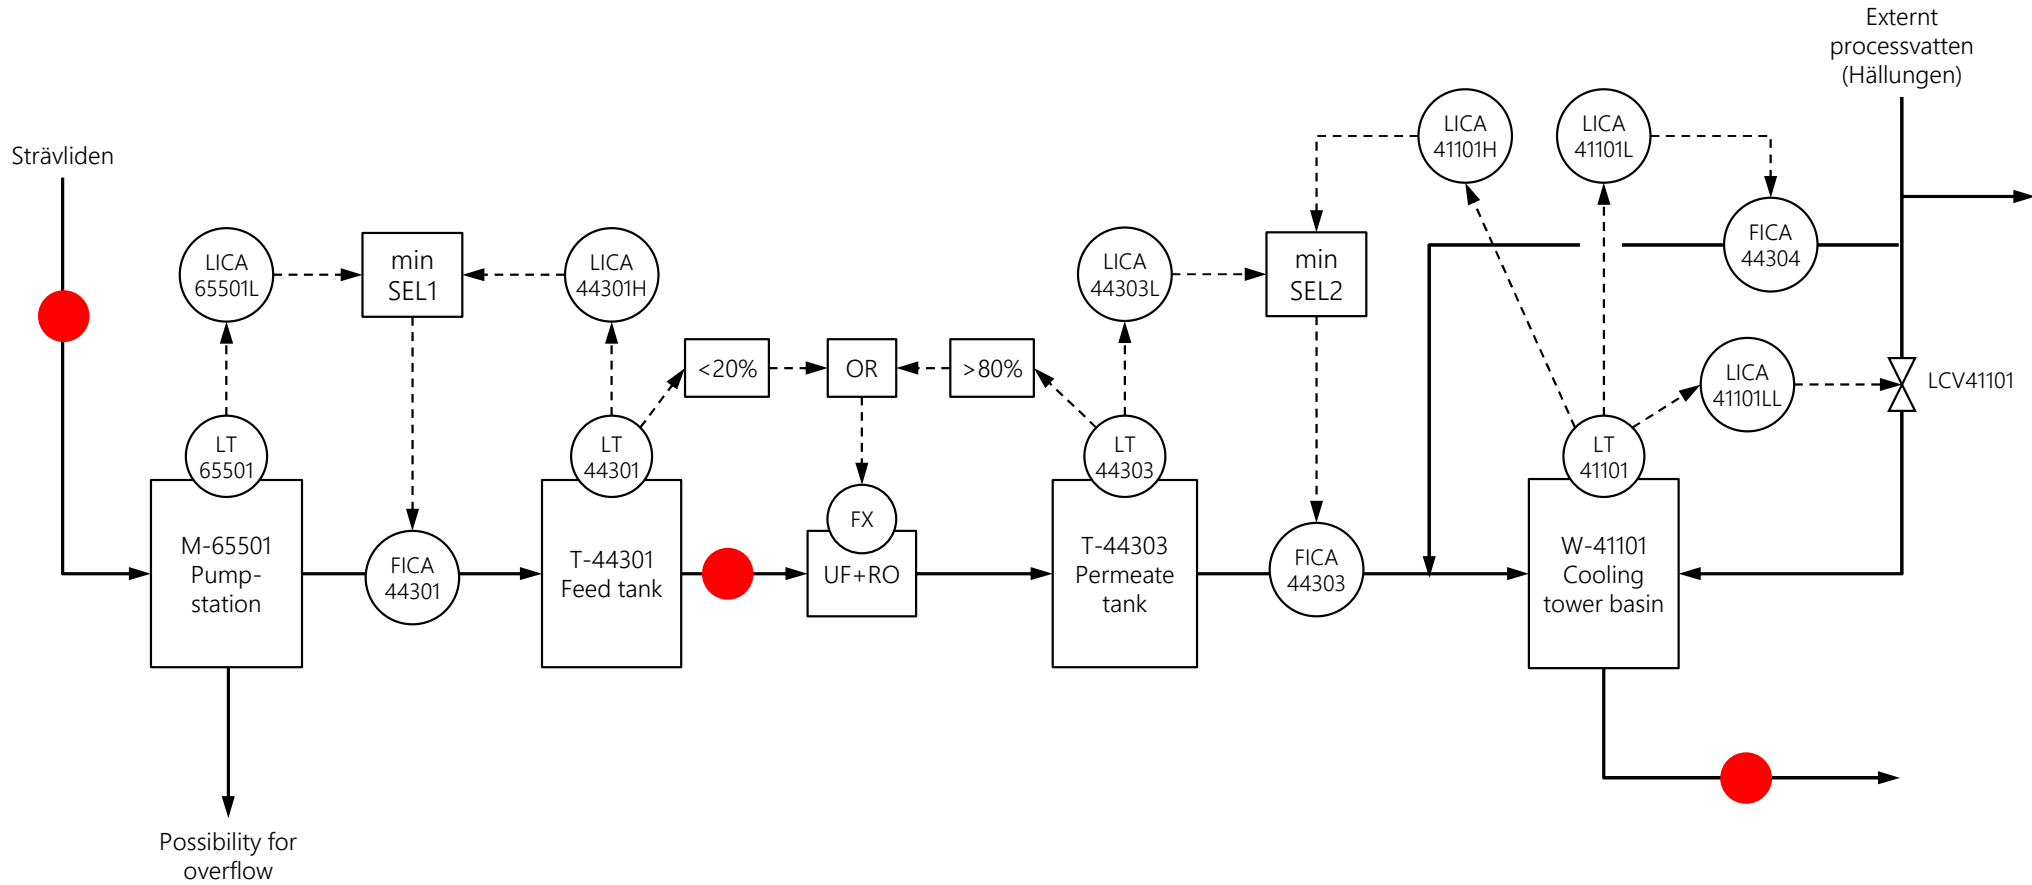 Externt
processvatten
(Hällungen)
Strävliden
LICA
65501L
min
SEL1
LICA
44301H
LICA
44303L
min
SEL2
LICA
41101H
LICA
41101L
FICA
44304
<20%
OR
>80%
LICA
41101LL
LCV41101
LT
65501
LT
44301
LT
44303
LT
41101
FX
M-65501
Pump-
station
FICA
44301
T-44301
Feed tank
UF+RO
T-44303
Permeate
tank
FICA
44303
W-41101
Cooling
tower basin
Possibility for
overflow